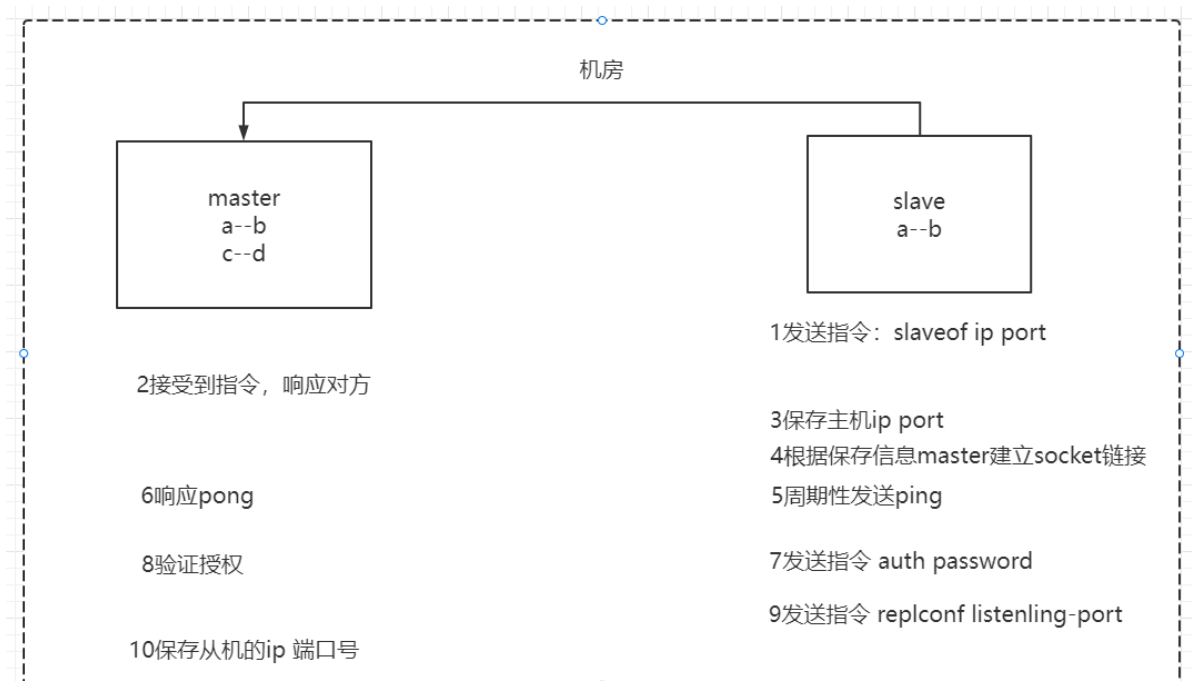 机房
master
a--b
c--d
slave
a--b
1发送指令：slaveof ip port
2接受到指令，响应对方
3保存主机ip port
4根据保存信息master建立socket链接
5周期性发送ping
6响应pong
7发送指令 auth password
8验证授权
9发送指令 replconf listenling-port
10保存从机的ip 端口号